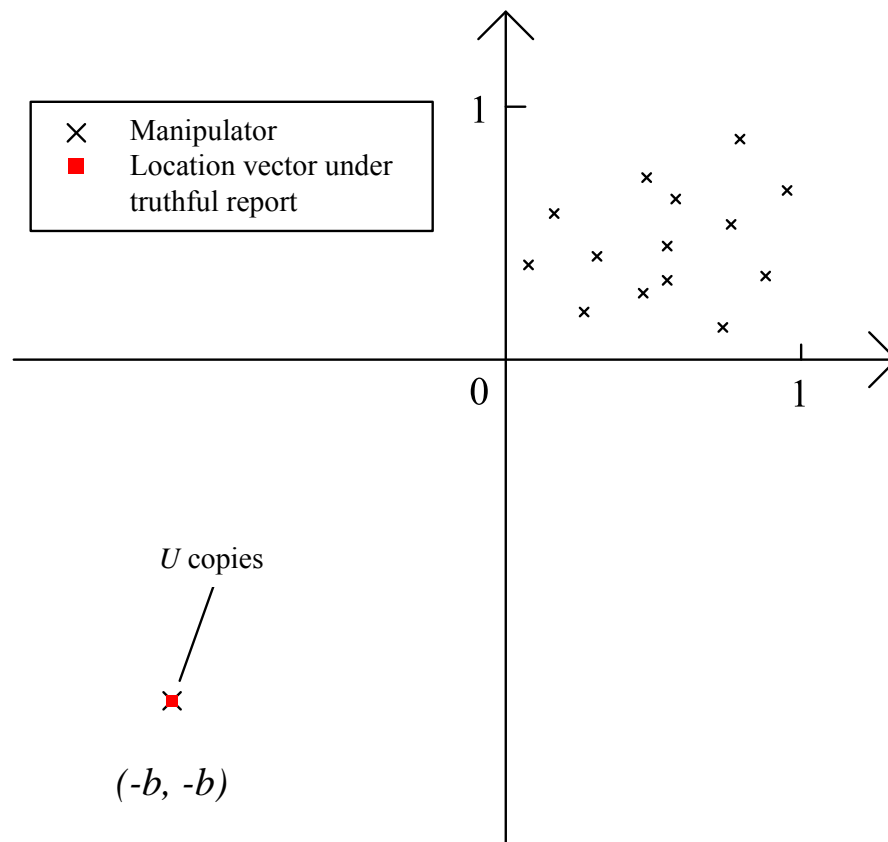 1
Manipulator
Location vector under
truthful report
0
1
U copies
(-b, -b)